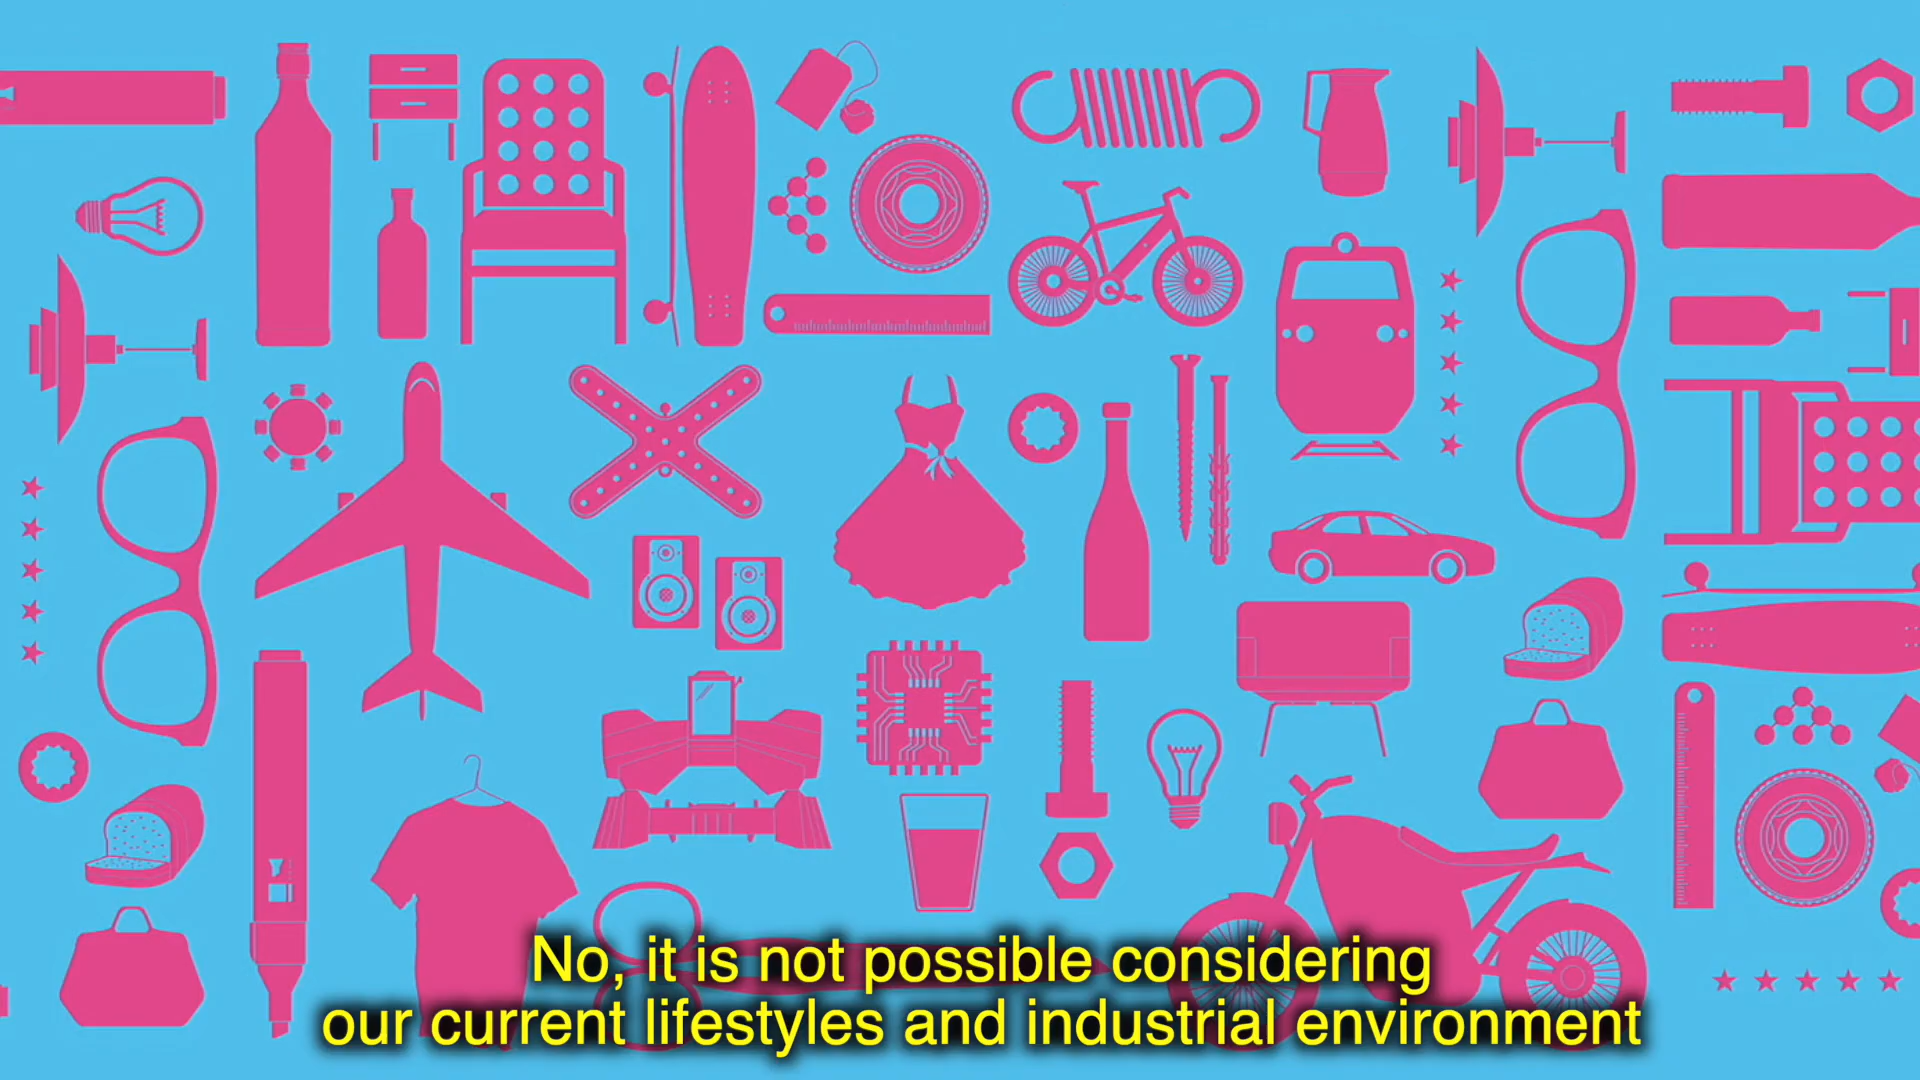 No, it is not possible considering
our current lifestyles and industrial environment